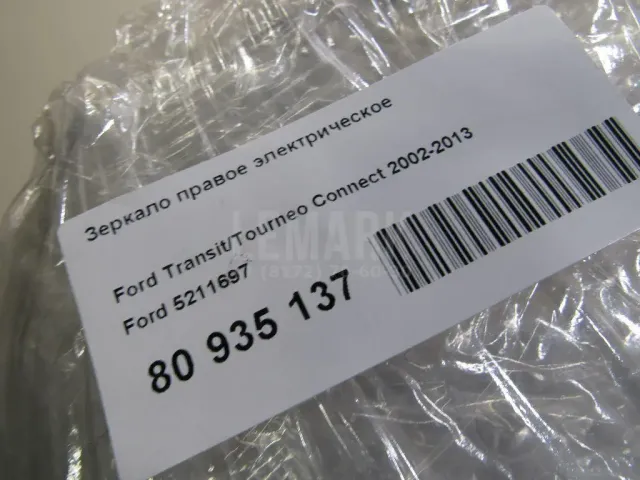 Зеркало правое электрическое
Ford Transit/Tourneo Connect 2002-2013
Ford 5211697
80 935 137